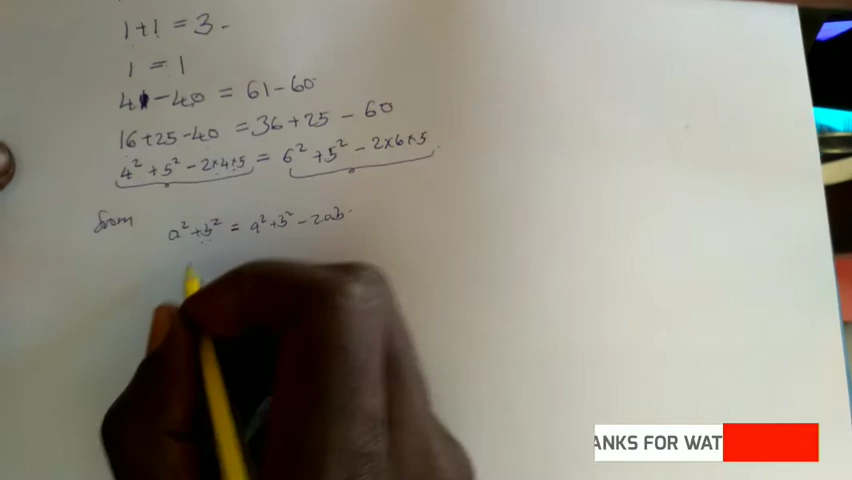 1 + 1 = 3.
1 = 1
41 - 40 = 61 - 60
16 + 25 - 40 = 36 + 25 - 60
4² + 5² - 2×4×5 = 6² + 5² - 2×6×5
from
a² + b² = a² + b² - 2ab.
ANKS FOR WAT